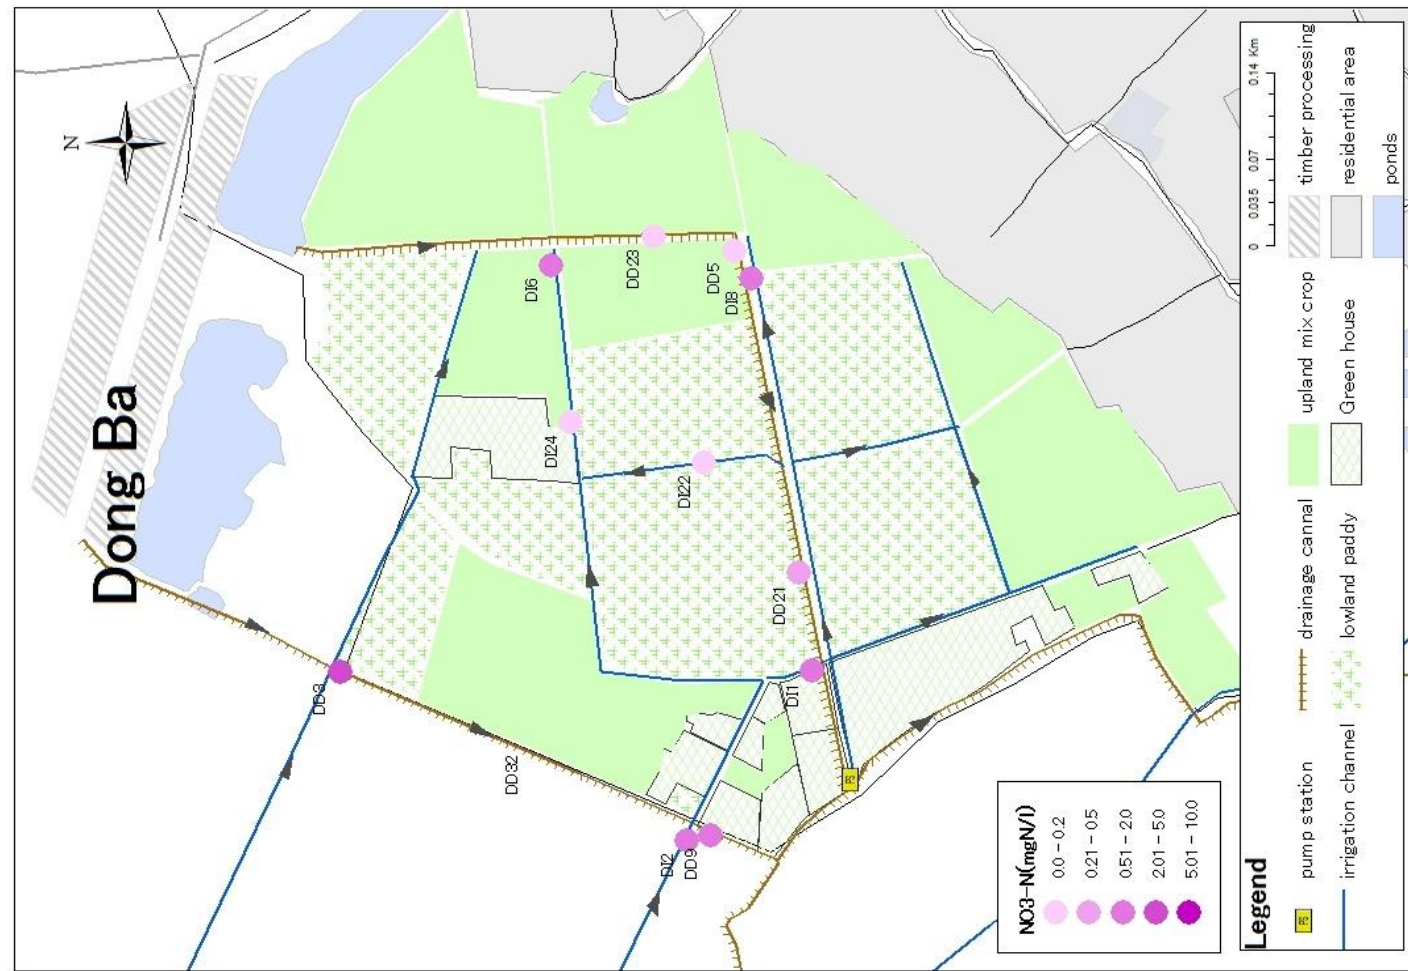 Dong Ba
N
DD3
DD32
DI2
DD9
DI6
DI24
DD23
DI22
DD5
DI8
DD21
DI1
PS
NO3-N(mgN/l)
0.0 - 0.2
0.21 - 0.5
0.51 - 2.0
2.01 - 5.0
5.01 - 10.0
Legend
PS pump station
irrigation channel
drainage cannal
lowland paddy
upland mix crop
Green house
timber processing
residential area
ponds
0 0.035 0.07 0.14 Km